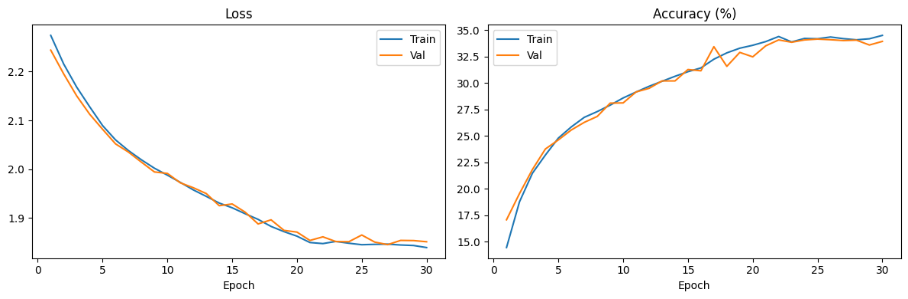 Loss
Train
Val
2.2
2.1
2.0
1.9
0 5 10 15 20 25 30
Epoch
Accuracy (%)
Train
Val
35.0
32.5
30.0
27.5
25.0
22.5
20.0
17.5
15.0
0 5 10 15 20 25 30
Epoch